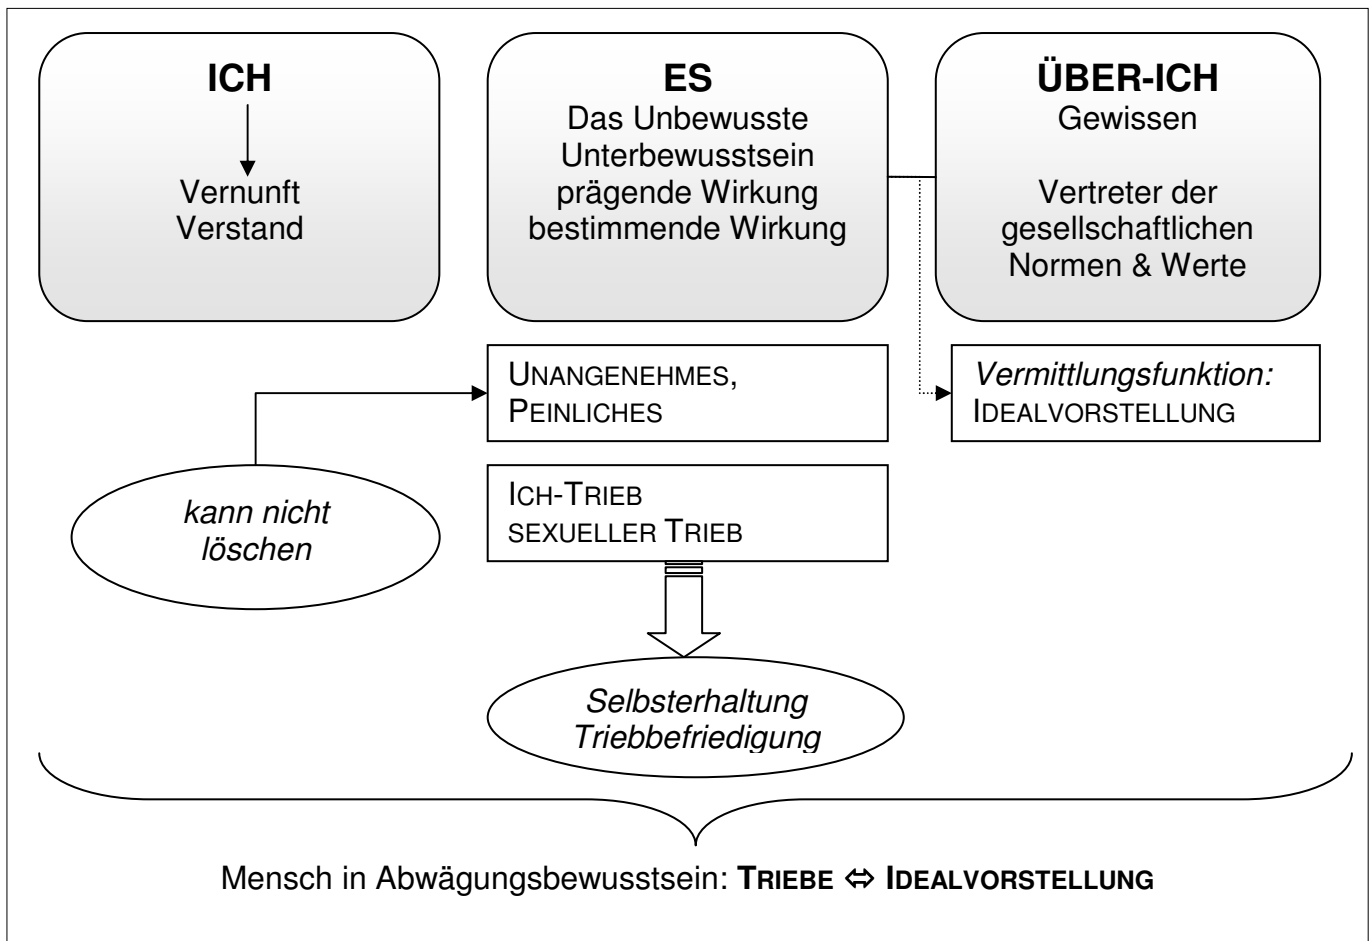 ICH
Vernunft
Verstand
ES
Das Unbewusste
Unterbewusstsein
prägende Wirkung
bestimmende Wirkung
ÜBER-ICH
Gewissen
Vertreter der
gesellschaftlichen
Normen & Werte
UNANGENEHMES,
PEINLICHES
Vermittlungsfunktion:
IDEALVORSTELLUNG
kann nicht
löschen
ICH-TRIEB
SEXUELLER TRIEB
Selbsterhaltung
Triebbefriedigung
Mensch in Abwägungsbewusstsein: TRIEBE ⇔ IDEALVORSTELLUNG